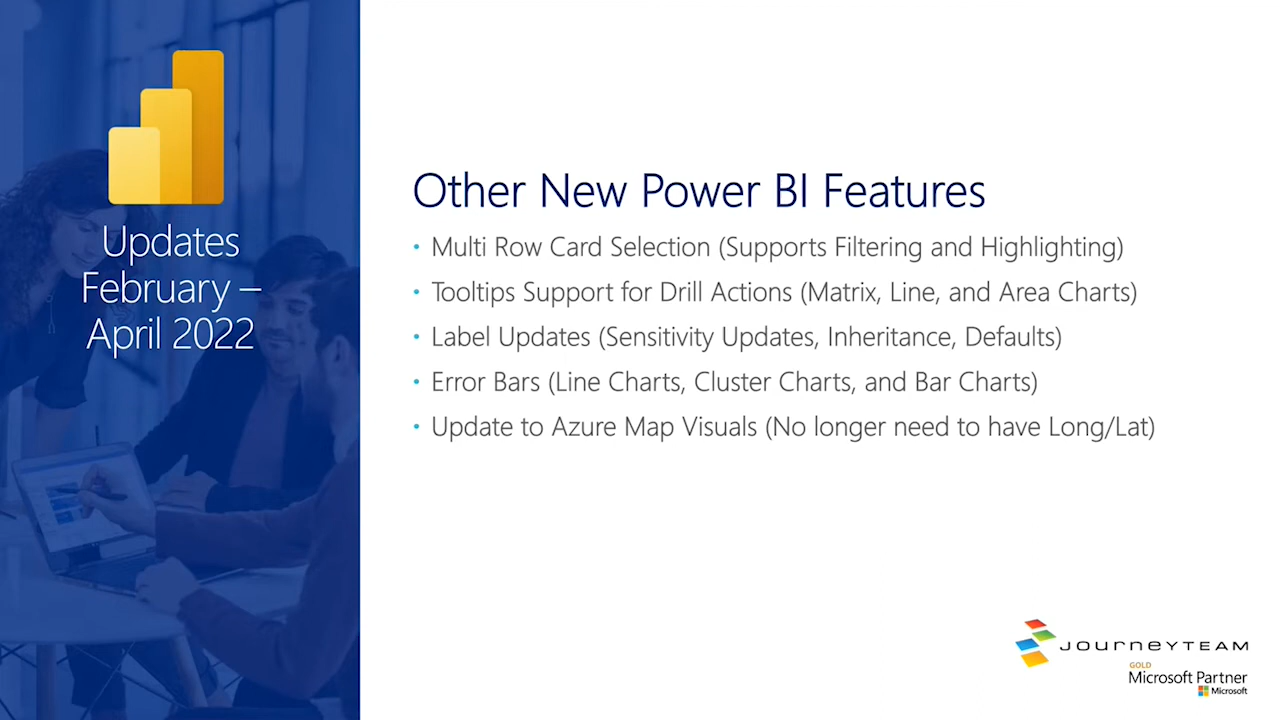 Updates
February –
April 2022
Other New Power BI Features
• Multi Row Card Selection (Supports Filtering and Highlighting)
• Tooltips Support for Drill Actions (Matrix, Line, and Area Charts)
• Label Updates (Sensitivity Updates, Inheritance, Defaults)
• Error Bars (Line Charts, Cluster Charts, and Bar Charts)
• Update to Azure Map Visuals (No longer need to have Long/Lat)
JOURNEYTEAM
GOLD
Microsoft Partner
Microsoft